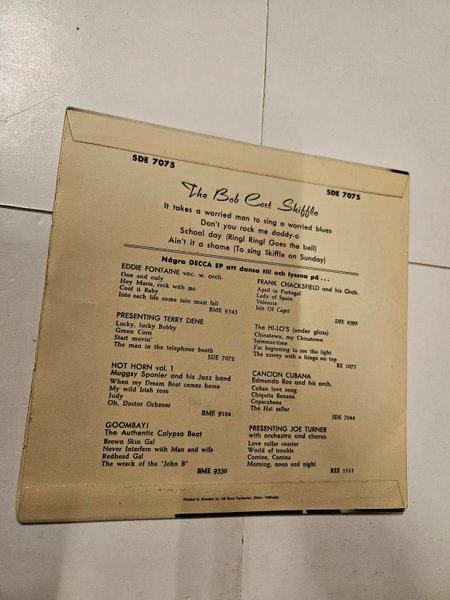 SDE 7075
SDE 7075
The Bob Cort Skiffle
It takes a worried man to sing a worried blues
Don't you rock me daddy-o
School day (Ring! Ring! Goes the bell)
Ain't it a shame (To sing Skiffle on Sunday)
Några DECCA EP att dansa till och lyssna på...
EDDIE FONTAINE voc. w. orch.
One and only
Hey Marie, rock with me
Cool it Baby
Into each life some rain must fall
BME 9343
PRESENTING TERRY DENE
Lucky, lucky Bobby
Green Corn
Start movin'
The man in the telephone booth
SDE 7072
HOT HORN vol. 1
Muggsy Spanier and his Jazz band
When my Dream Boat comes home
My wild Irish rose
Judy
Oh, Doctor Ochsner
BME 9104
GOOMBAY!
The Authentic Calypso Beat
Brown Skin Gal
Never Interfere with Man and wife
Redhead Gal
The wreck of the "John B"
BME 9330
FRANK CHACKSFIELD and his Orch.
April in Portugal
Lady of Spain
Valencia
Isle Of Capri
DFE 6395
The HI-LO'S (under glass)
Chinatown, my Chinatown
Summer-time
I'm beginning to see the light
The surrey with a fringe on top
RE 1077
CANCION CUBANA
Edmundo Ros and his orch.
Cuban love song
Chiquita Banana
Copacabana
The Hat seller
SDE 7044
PRESENTING JOE TURNER
with orchestra and chorus
Love roller coaster
World of trouble
Corrine, Corrina
Morning, noon and night
REE 1111
Printed in Sweden by